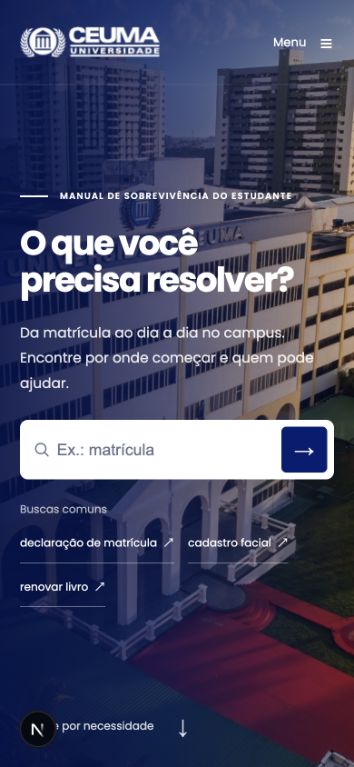 CEUMA
UNIVERSIDADE
Menu
MANUAL DE SOBREVIVÊNCIA DO ESTUDANTE
O que você
precisa resolver?
Da matrícula ao dia a dia no campus.
Encontre por onde começar e quem pode
ajudar.
Ex.: matrícula
Buscas comuns
declaração de matrícula
cadastro facial
renovar livro
N
por necessidade